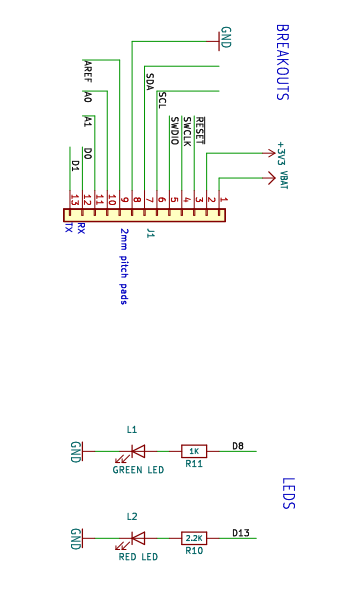 BREAKOUTS
GND
AREF
A0
A1
D0
D1
SDA
SCL
SWDIO
SWCLK
RESET
+3V3
VBAT
13
12
11
10
9
8
7
6
5
4
3
2
1
TX
RX
2mm pitch pads
J1
LEDS
L1
GND
GREEN LED
1K
R11
D8
L2
GND
RED LED
2.2K
R10
D13